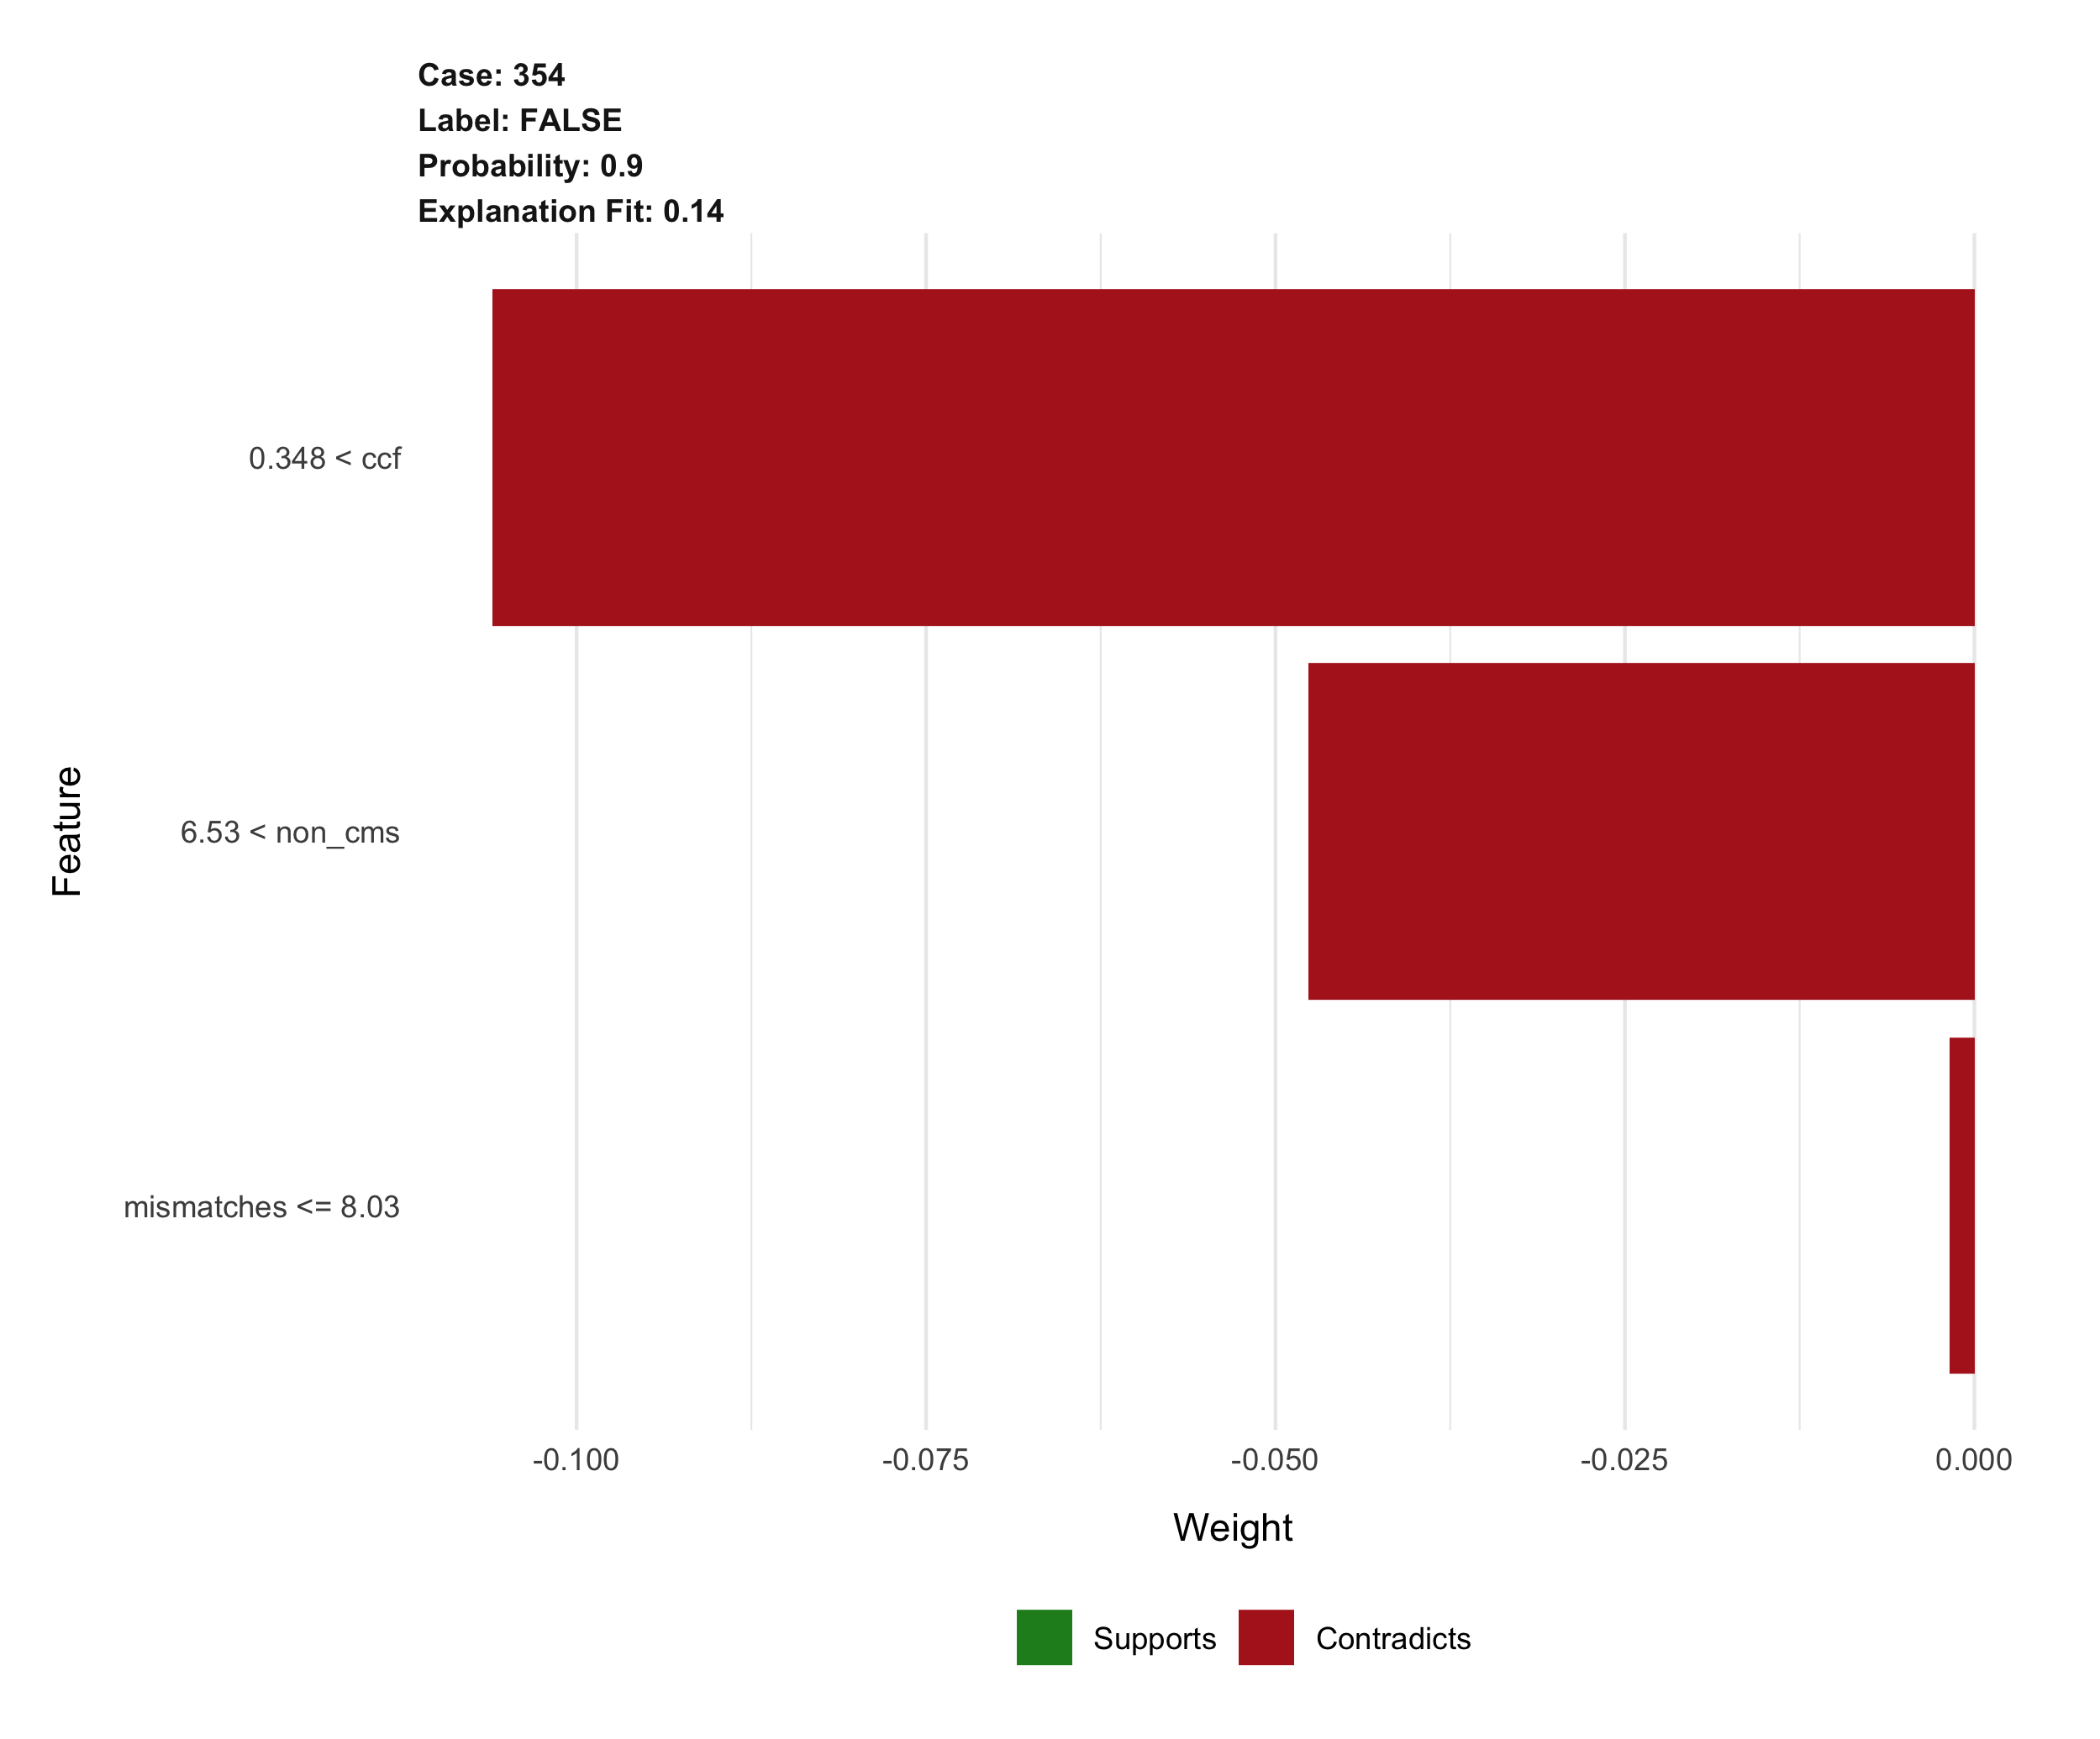 Case: 354
Label: FALSE
Probability: 0.9
Explanation Fit: 0.14
Feature
0.348 < ccf
6.53 < non_cms
mismatches <= 8.03
-0.100 -0.075 -0.050 -0.025 0.000
Weight
Supports Contradicts